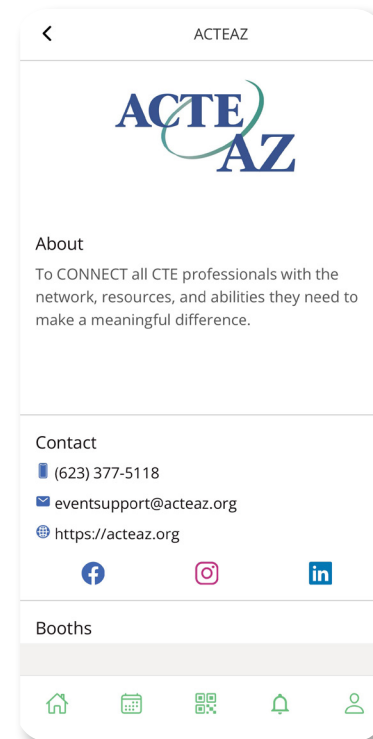 ACTEAZ
ACTE
AZ
About
To CONNECT all CTE professionals with the
network, resources, and abilities they need to
make a meaningful difference.
Contact
(623) 377-5118
eventsupport@acteaz.org
https://acteaz.org
Booths